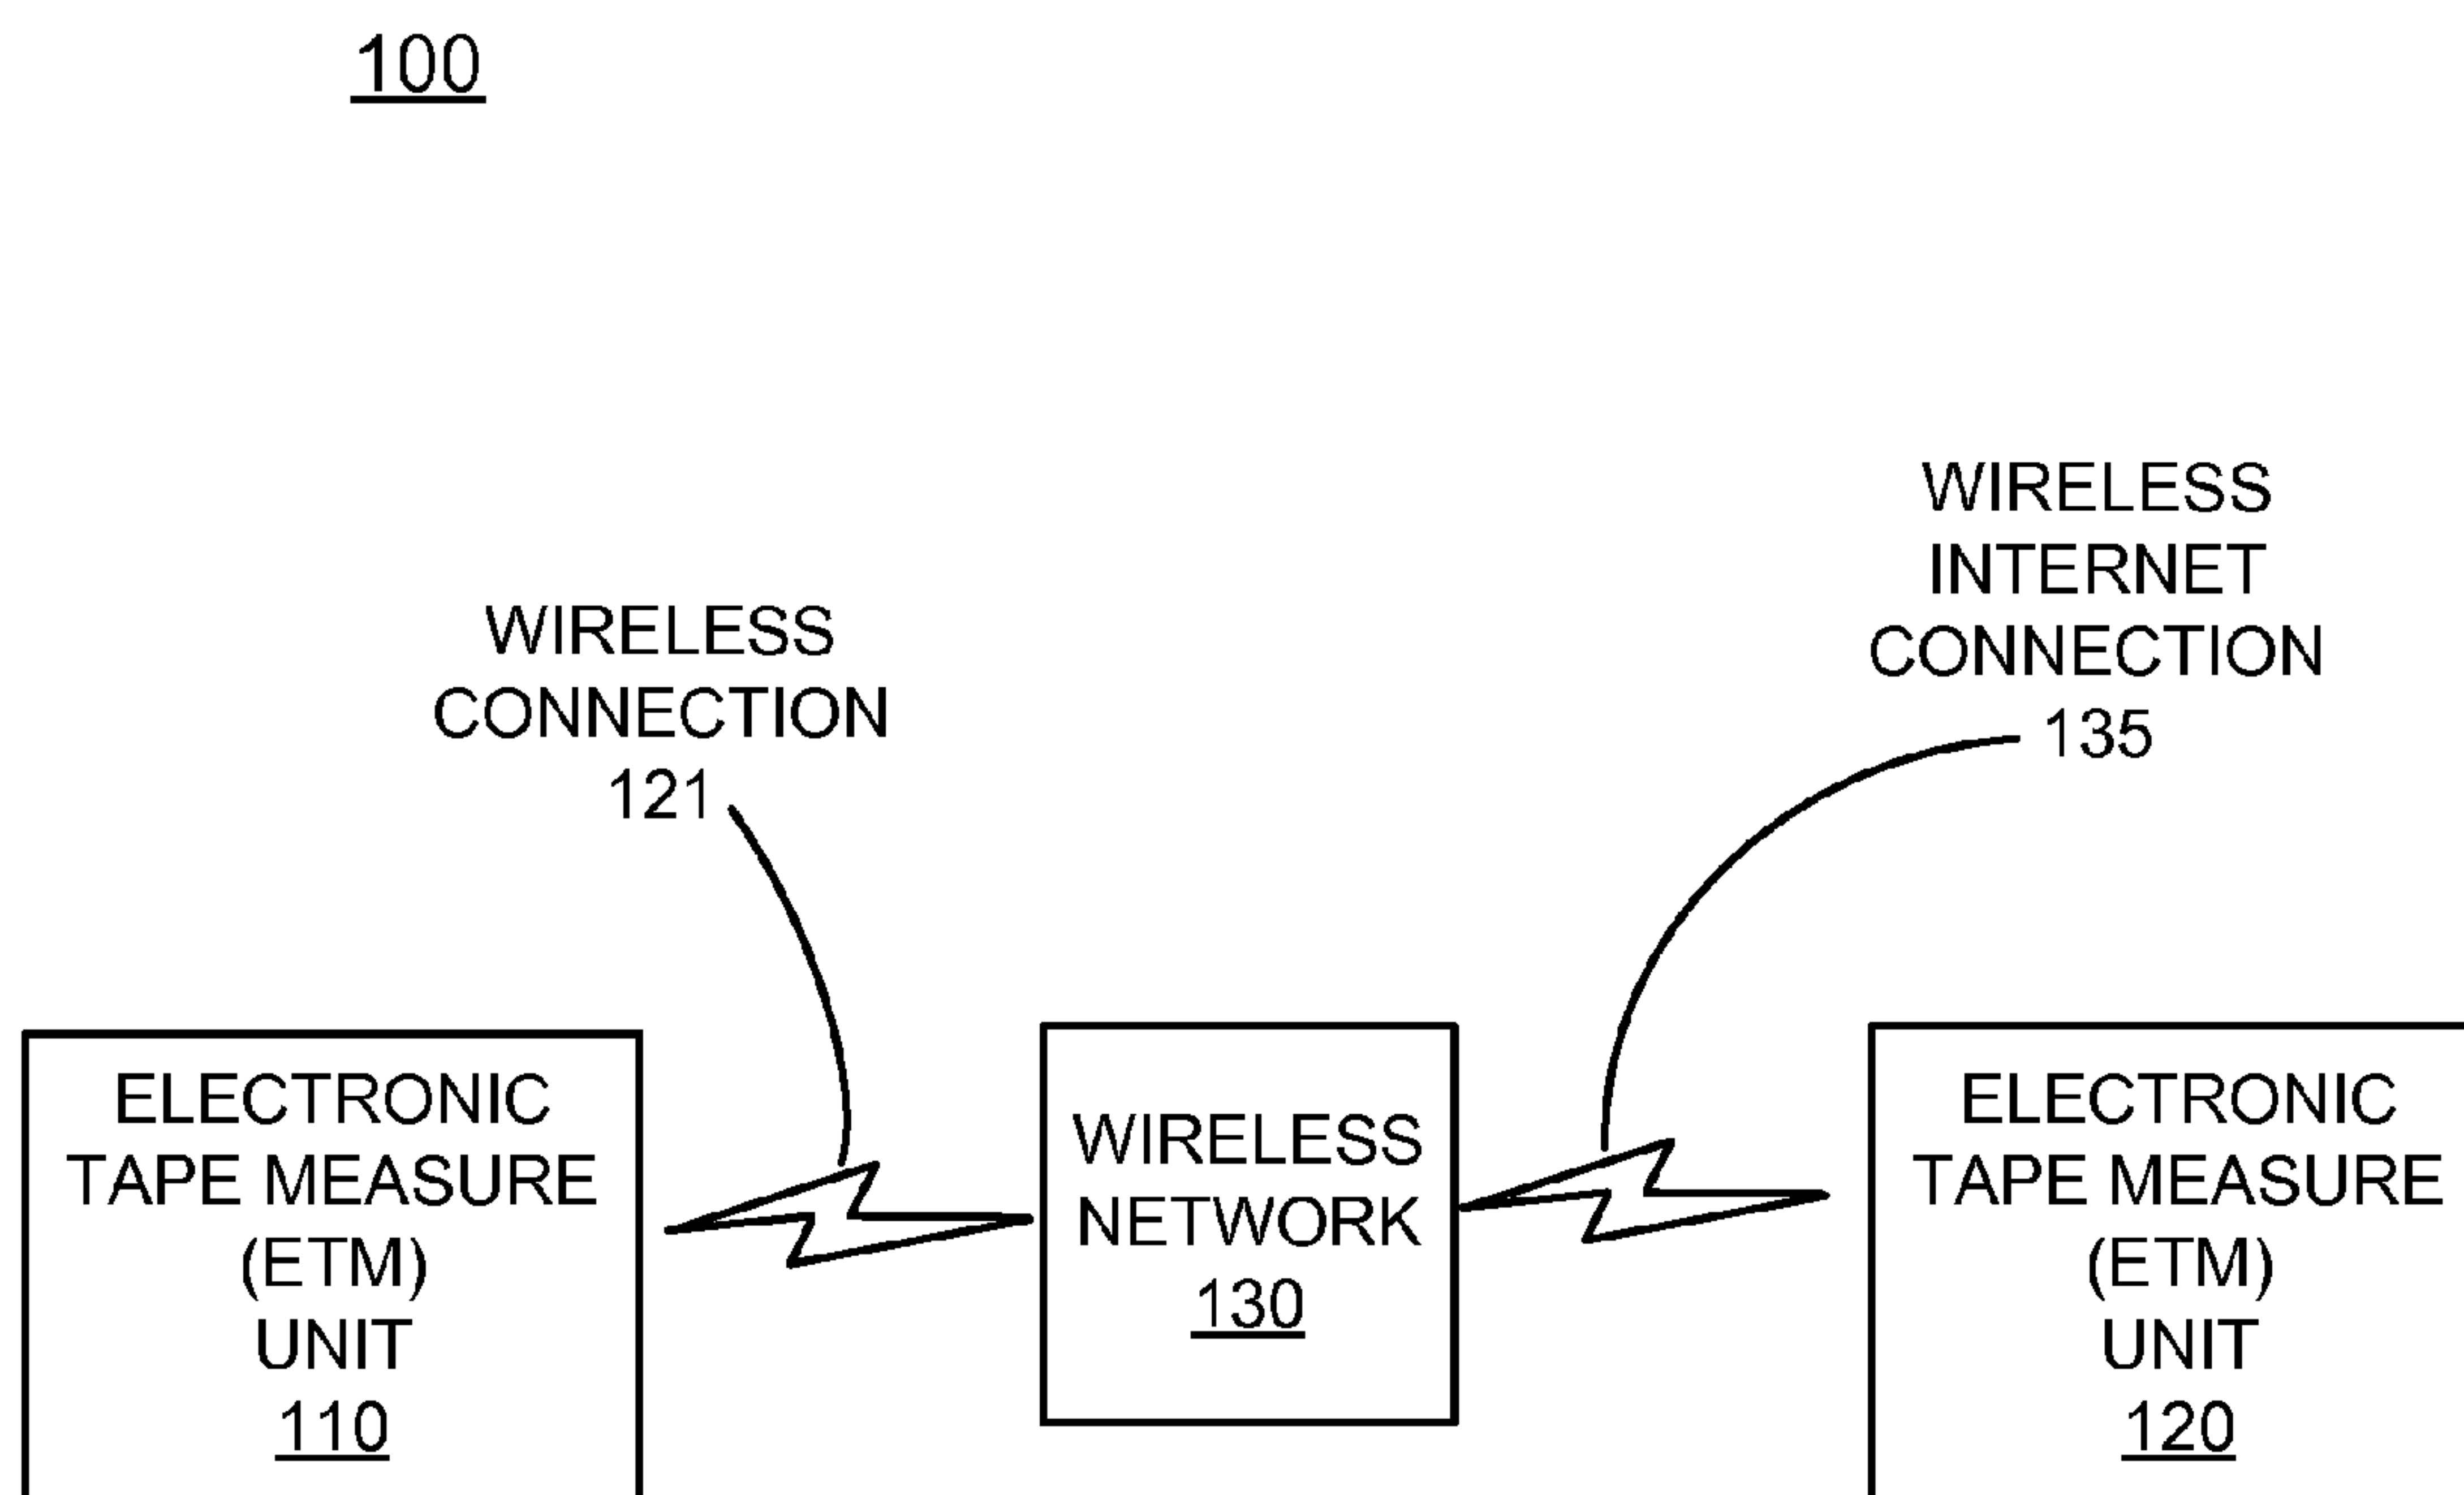 100
WIRELESS
INTERNET
CONNECTION
135
WIRELESS
CONNECTION
121
ELECTRONIC
TAPE MEASURE
(ETM)
UNIT
110
WIRELESS
NETWORK
130
ELECTRONIC
TAPE MEASURE
(ETM)
UNIT
120